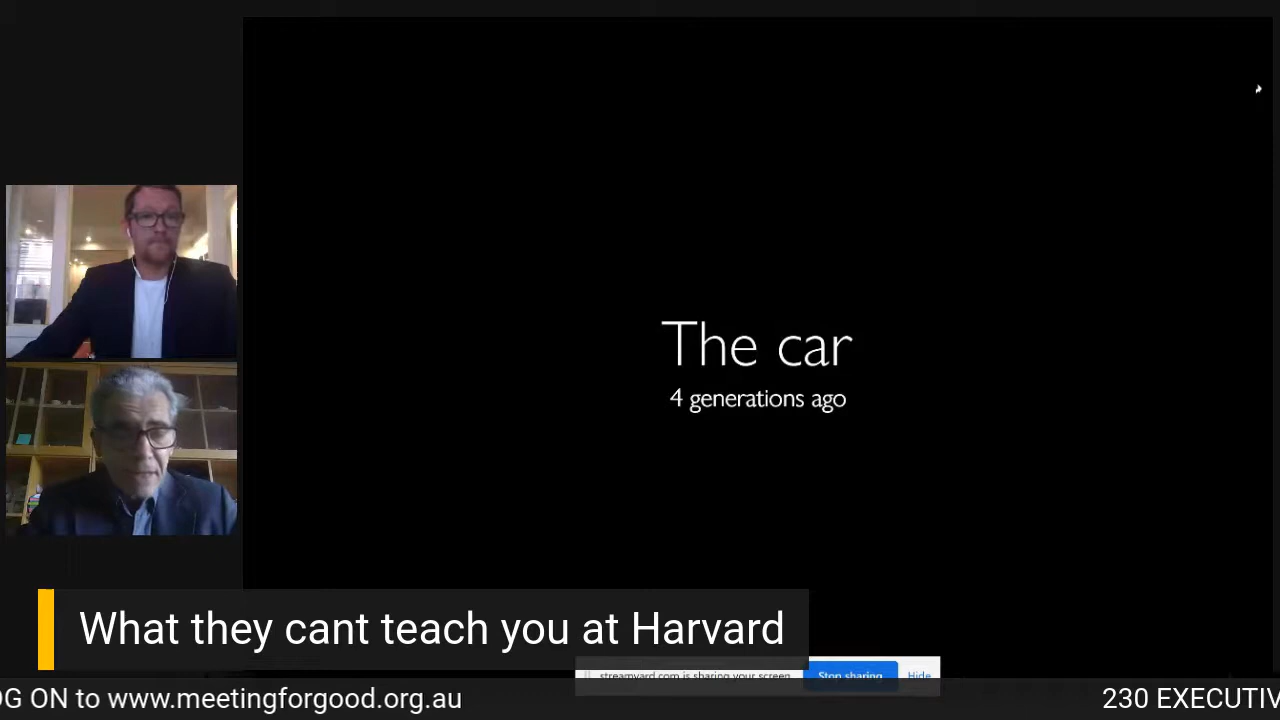 The car
4 generations ago
What they cant teach you at Harvard
streamyard.com is sharing your screen. Stop sharing Hide
OG ON to www.meetingforgood.org.au 230 EXECUTIV